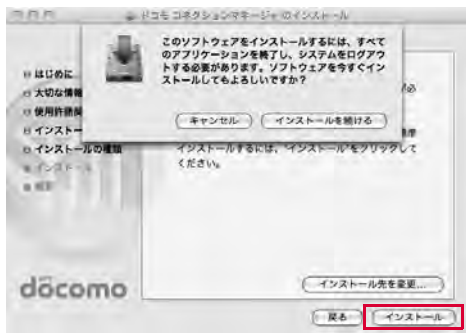 ドコモ コネクションマネージャ のインストール
このソフトウェアをインストールするには、すべて
のアプリケーションを終了し、システムをログアウ
トする必要があります。ソフトウェアを今すぐイン
ストールしてもよろしいですか?
キャンセル
インストールを続ける
はじめに
大切な情報
使用許諾
インストー
インストールの種類
インストール
概要
インストールするには、"インストール"をクリックして
ください。
インストール先を変更...
döcomo
戻る
インストール